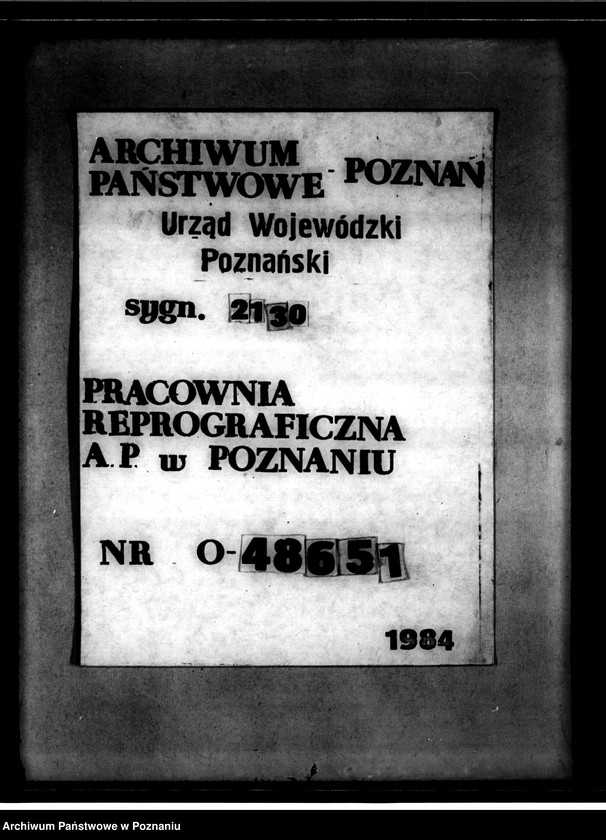 ARCHIWUM
PAŃSTWOWE - POZNAŃ
Urząd Wojewódzki
Poznański
sygn. 2130
PRACOWNIA
REPROGRAFICZNA
A.P. w POZNANIU
NR O-48651
1984
Archiwum Państwowe w Poznaniu